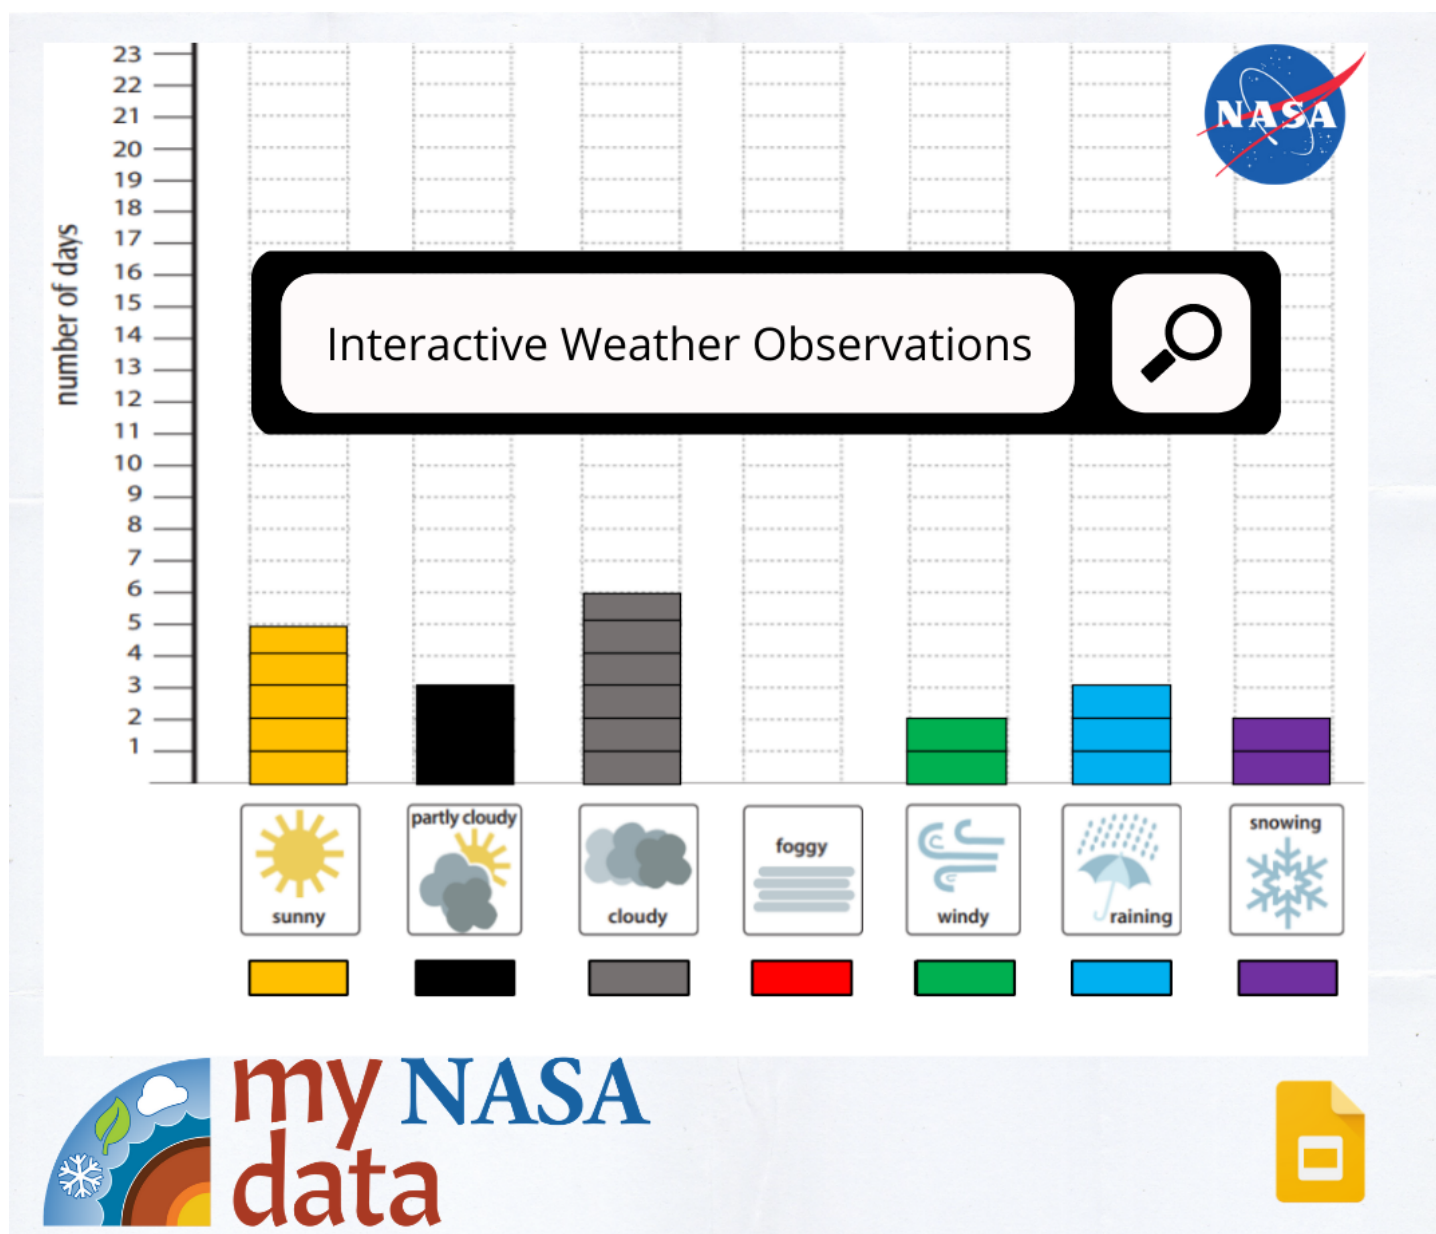 23
22
21
20
19
18
17
16
15
14
13
12
11
10
9
8
7
6
5
4
3
2
1
number of days
NASA
Interactive Weather Observations
sunny
partly cloudy
cloudy
foggy
windy
raining
snowing
my NASA
data